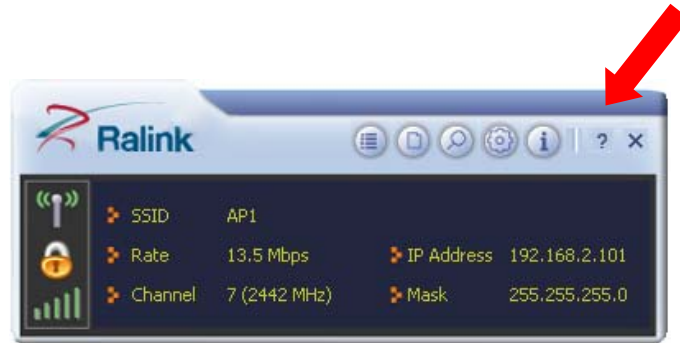 Ralink
? ×
SSID AP1
Rate 13.5 Mbps IP Address 192.168.2.101
Channel 7 (2442 MHz) Mask 255.255.255.0